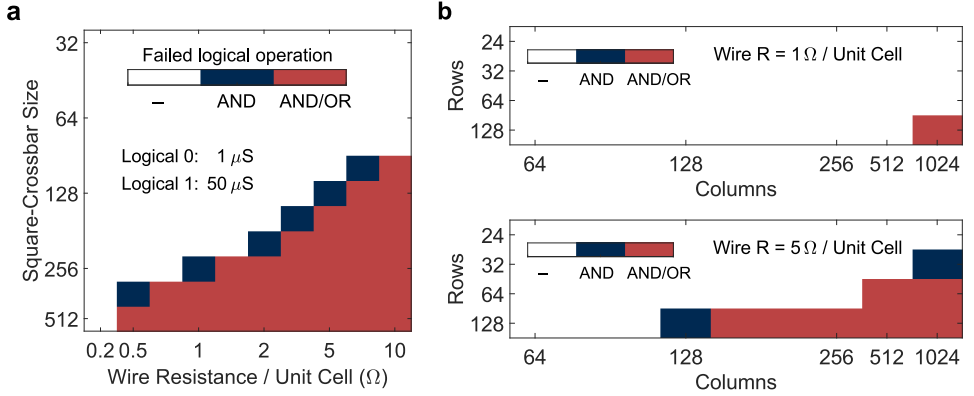 a
Failed logical operation
– AND AND/OR
Logical 0: 1 μS
Logical 1: 50 μS
Square-Crossbar Size
32
64
128
256
512
0.2 0.5 1 2 5 10
Wire Resistance / Unit Cell (Ω)
b
Wire R = 1 Ω / Unit Cell
– AND AND/OR
Rows
24
32
64
128
64 128 256 512 1024
Columns
Wire R = 5 Ω / Unit Cell
– AND AND/OR
Rows
24
32
64
128
64 128 256 512 1024
Columns